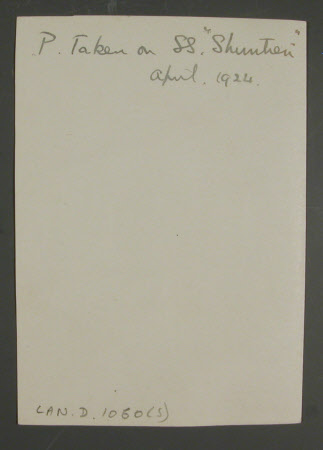 P. Taken on SS. "Shuntien"
April. 1924.
LAN.D.1060(S)